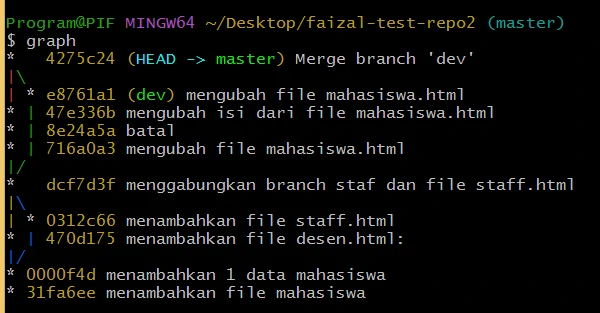 Program@PIF MINGW64 ~/Desktop/faizal-test-repo2 (master)
$ graph
*   4275c24 (HEAD -> master) Merge branch 'dev'
|\
| * e8761a1 (dev) mengubah file mahasiswa.html
* | 47e336b mengubah isi dari file mahasiswa.html
* | 8e24a5a batal
* | 716a0a3 mengubah file mahasiswa.html
|/
*   dcf7d3f menggabungkan branch staf dan file staff.html
|\
| * 0312c66 menambahkan file staff.html
* | 470d175 menambahkan file desen.html:
|/
* 0000f4d menambahkan 1 data mahasiswa
* 31fa6ee menambahkan file mahasiswa